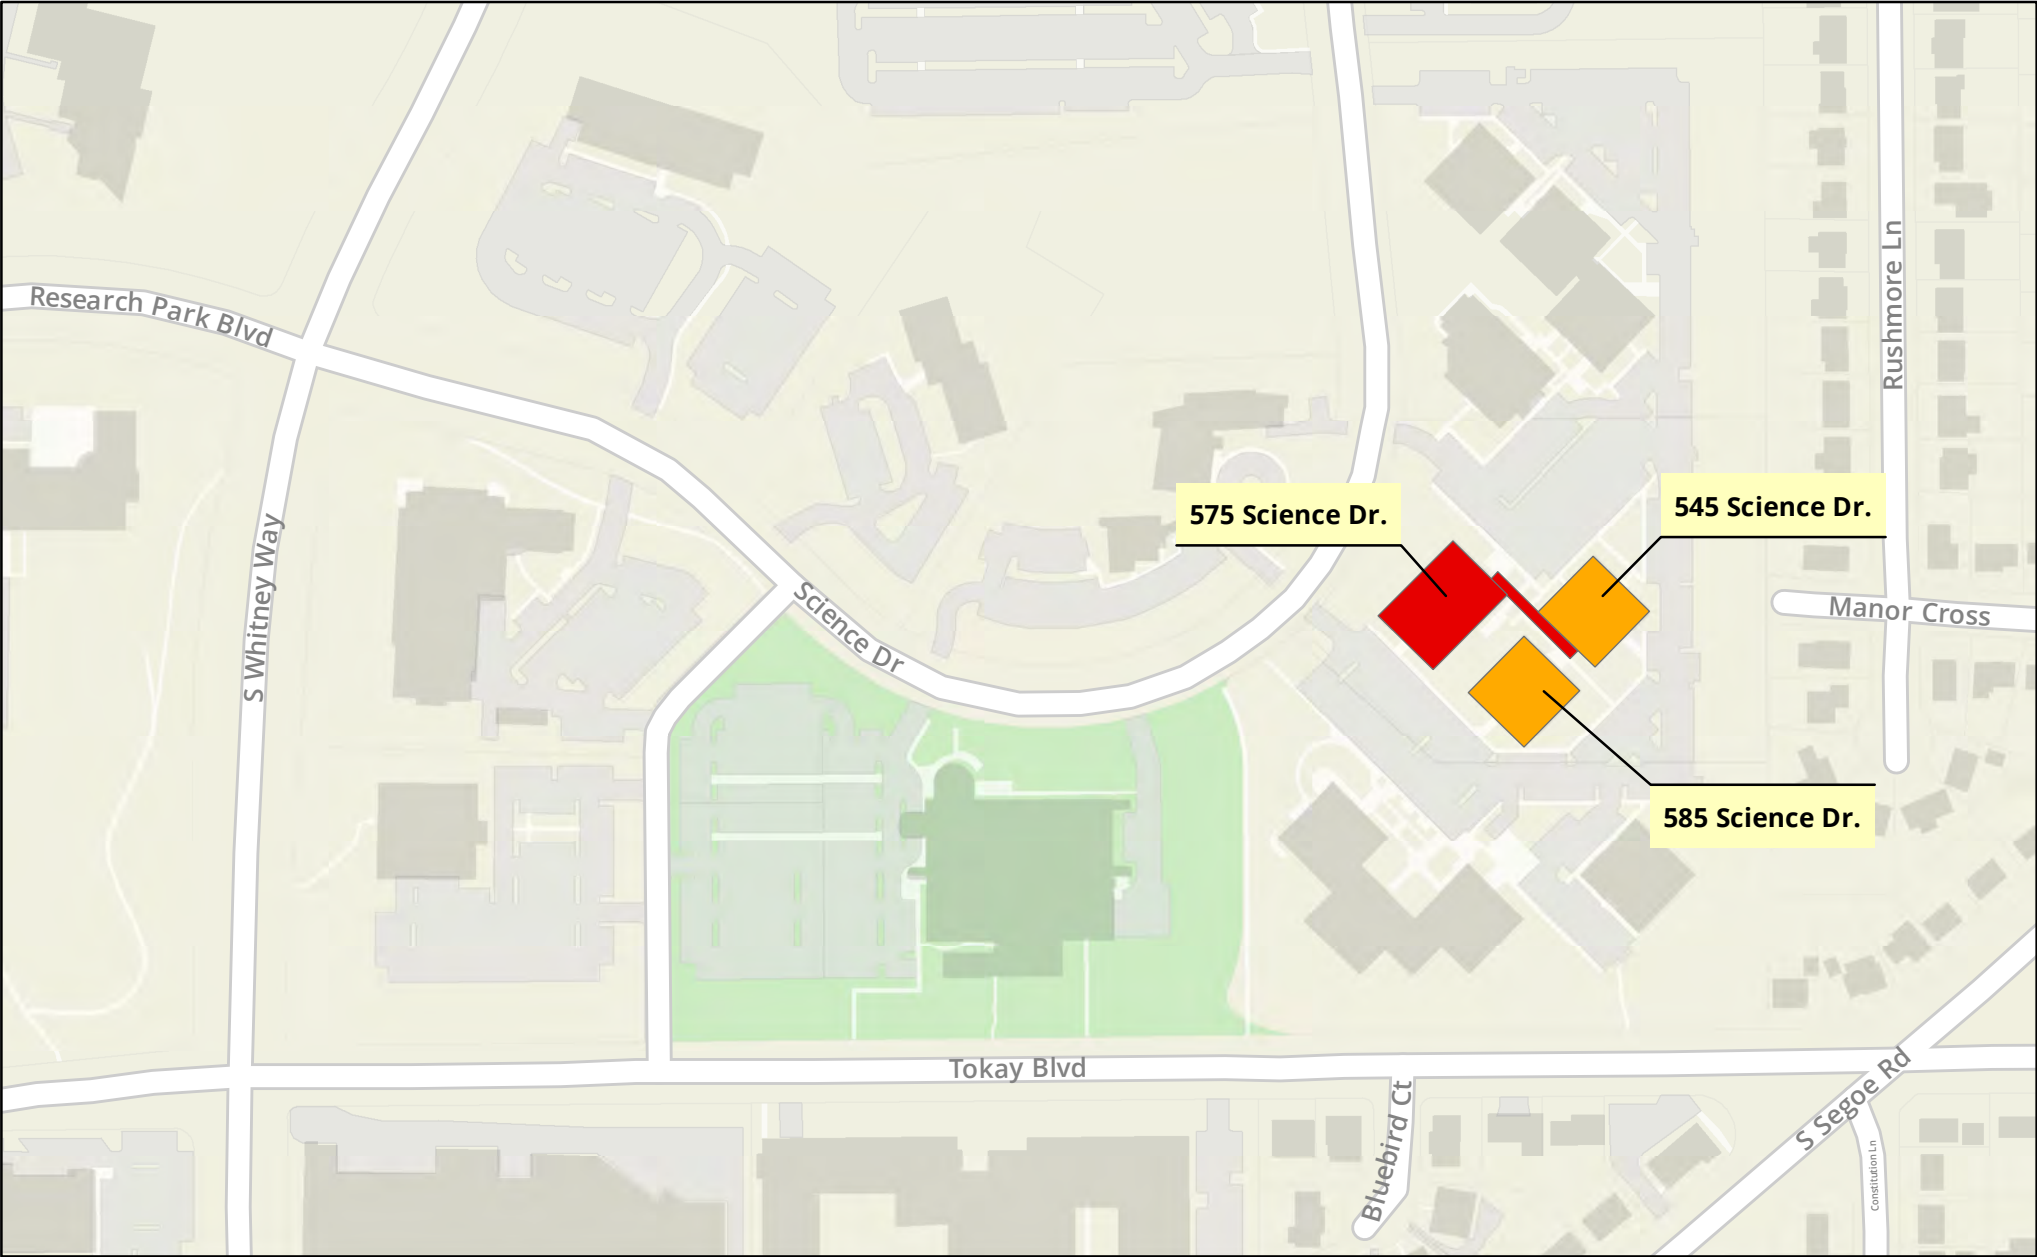 Research Park Blvd
Rushmore Ln
575 Science Dr.
545 Science Dr.
S Whitney Way
Science Dr
Manor Cross
585 Science Dr.
Tokay Blvd
Bluebird Ct
S Segoe Rd
Constitution Ln